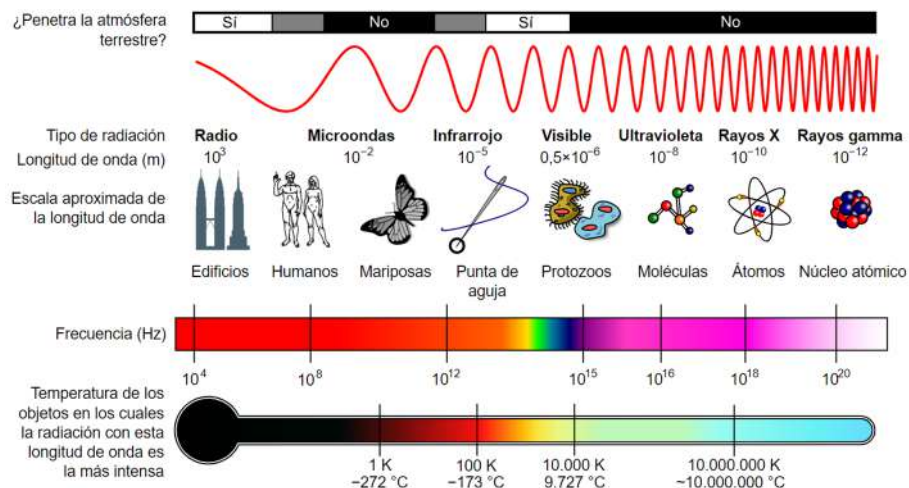 ¿Penetra la atmósfera
terrestre?
Sí No Sí No
Tipo de radiación Radio Microondas Infrarrojo Visible Ultravioleta Rayos X Rayos gamma
Longitud de onda (m) 10³ 10⁻² 10⁻⁵ 0,5×10⁻⁶ 10⁻⁸ 10⁻¹⁰ 10⁻¹²
Escala aproximada de
la longitud de onda
Edificios Humanos Mariposas Punta de Protozoos Moléculas Átomos Núcleo atómico
aguja
Frecuencia (Hz)
10⁴ 10⁸ 10¹² 10¹⁵ 10¹⁶ 10¹⁸ 10²⁰
Temperatura de los
objetos en los cuales
la radiación con esta
longitud de onda es
la más intensa
1 K 100 K 10.000 K 10.000.000 K
−272 °C −173 °C 9.727 °C ~10.000.000 °C